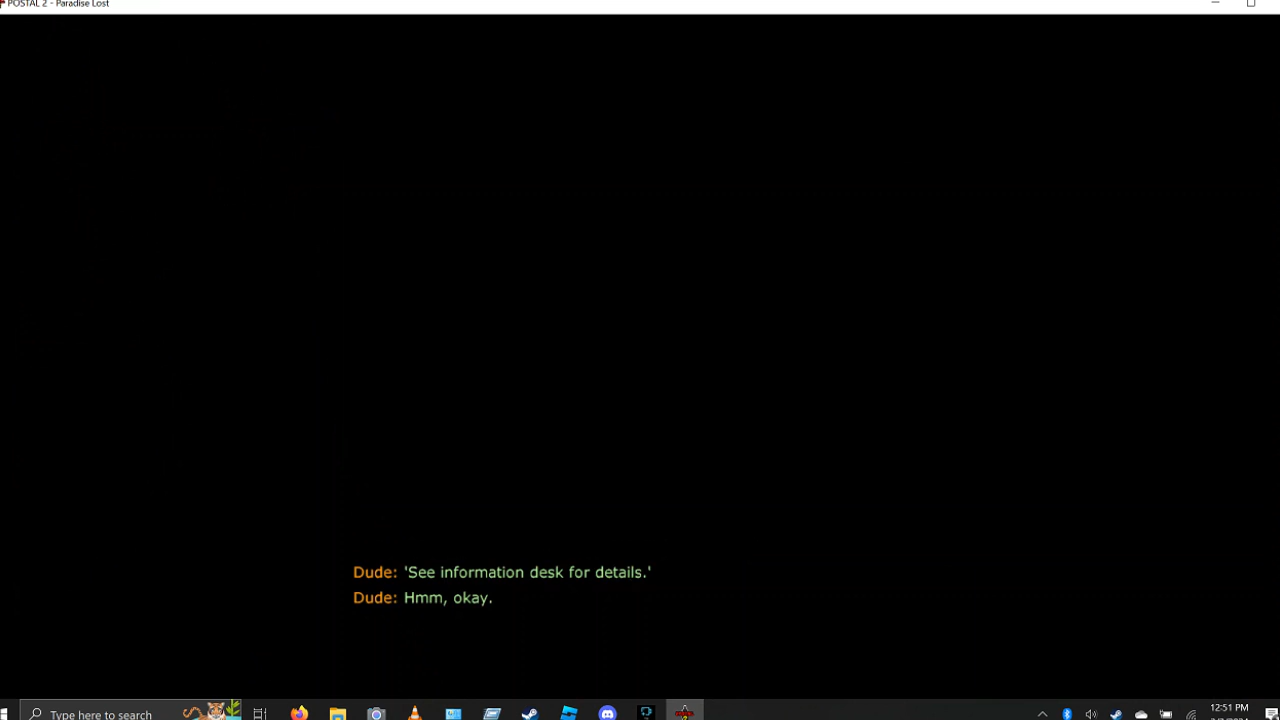 POSTAL 2 - Paradise Lost
Dude: 'See information desk for details.'
Dude: Hmm, okay.
Type here to search
12:51 PM